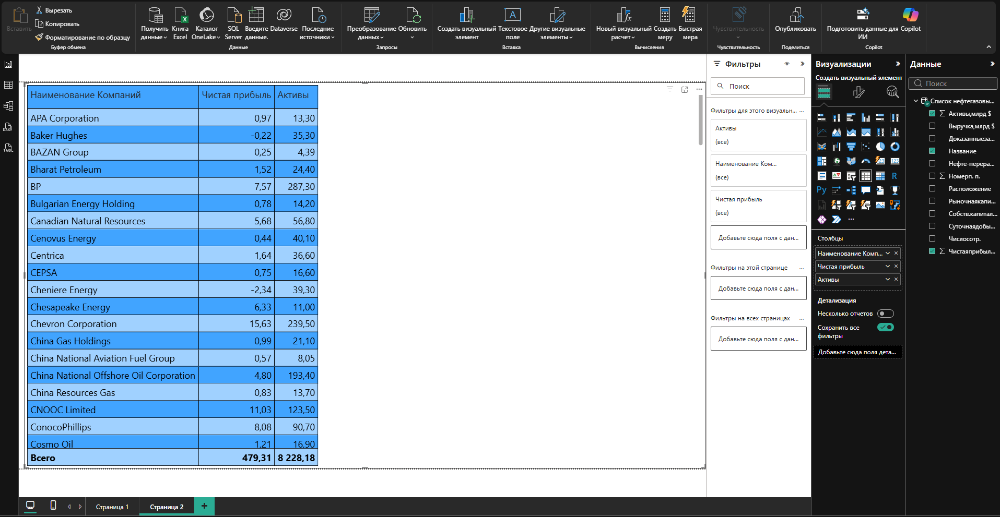 Вставить
Вырезать
Копировать
Форматирование по образцу
Буфер обмена
Получить данные
Книга Excel
Каталог OneLake
SQL Server
Введите данные.
Dataverse
Последние источники
Данные
Преобразование данных
Обновить
Запросы
Создать визуальный элемент
Текстовое поле
Другие визуальные элементы
Вставка
Новый визуальный расчет
Создать меру
Быстрая мера
Вычисления
Чувствительность
Чувствительность
Опубликовать
Поделиться
Подготовить данные для ИИ
Copilot
Copilot
DAX
TMDL
Наименование Компаний Чистая прибыль Активы
APA Corporation 0,97 13,30
Baker Hughes -0,22 35,30
BAZAN Group 0,25 4,39
Bharat Petroleum 1,52 24,40
BP 7,57 287,30
Bulgarian Energy Holding 0,78 14,20
Canadian Natural Resources 5,68 56,80
Cenovus Energy 0,44 40,10
Centrica 1,64 36,60
CEPSA 0,75 16,60
Cheniere Energy -2,34 39,30
Chesapeake Energy 6,33 11,00
Chevron Corporation 15,63 239,50
China Gas Holdings 0,99 21,10
China National Aviation Fuel Group 0,57 8,05
China National Offshore Oil Corporation 4,80 193,40
China Resources Gas 0,83 13,70
CNOOC Limited 11,03 123,50
ConocoPhillips 8,08 90,70
Cosmo Oil 1,21 16,90
Всего 479,31 8 228,18
Фильтры
Поиск
Фильтры для этого визуальн... ...
Активы
(все)
Наименование Ком...
(все)
Чистая прибыль
(все)
Добавьте сюда поля с дан...
Фильтры на этой странице ...
Добавьте сюда поля с дан...
Фильтры на всех страницах ...
Добавьте сюда поля с дан...
Визуализации
Создать визуальный элемент
123
123
R
Py
...
Столбцы
Наименование Комп...
Чистая прибыль
Активы
Детализация
Несколько отчетов
Сохранить все
фильтры
Добавьте сюда поля дета...
Данные
Поиск
Список нефтегазовы...
∑ Активы,млрд $
Выручка,млрд $
Доказанныеза...
Название
Нефте-перера...
∑ Номерп. п.
Расположение
Рыночнаякапи...
Собств.капитал...
Суточнаядобы...
Числосотр.
∑ Чистаяприбыл...
Страница 1
Страница 2
+